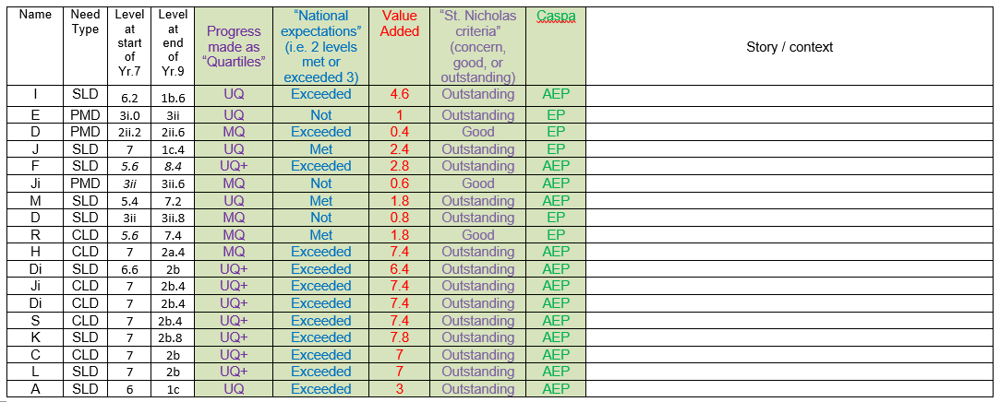 Name Need Type Level at start of Yr.7 Level at end of Yr.9 Progress made as “Quartiles” “National expectations” (i.e. 2 levels met or exceeded 3) Value Added “St. Nicholas criteria” (concern, good, or outstanding) Caspa Story / context
I SLD 6.2 1b.6 UQ Exceeded 4.6 Outstanding AEP
E PMD 3i.0 3ii UQ Not 1 Outstanding EP
D PMD 2ii.2 2ii.6 MQ Exceeded 0.4 Good EP
J SLD 7 1c.4 UQ Met 2.4 Outstanding EP
F SLD 5.6 8.4 UQ+ Exceeded 2.8 Outstanding AEP
Ji PMD 3ii 3ii.6 MQ Not 0.6 Good AEP
M SLD 5.4 7.2 UQ Met 1.8 Outstanding AEP
D SLD 3ii 3ii.8 MQ Not 0.8 Outstanding EP
R CLD 5.6 7.4 MQ Met 1.8 Good EP
H CLD 7 2a.4 MQ Exceeded 7.4 Outstanding AEP
Di SLD 6.6 2b UQ+ Exceeded 6.4 Outstanding AEP
Ji CLD 7 2b.4 UQ+ Exceeded 7.4 Outstanding AEP
Di CLD 7 2b.4 UQ+ Exceeded 7.4 Outstanding AEP
S CLD 7 2b.4 UQ+ Exceeded 7.4 Outstanding AEP
K SLD 7 2b.8 UQ+ Exceeded 7.8 Outstanding AEP
C CLD 7 2b UQ+ Exceeded 7 Outstanding AEP
L SLD 7 2b UQ+ Exceeded 7 Outstanding AEP
A SLD 6 1c UQ Exceeded 3 Outstanding AEP